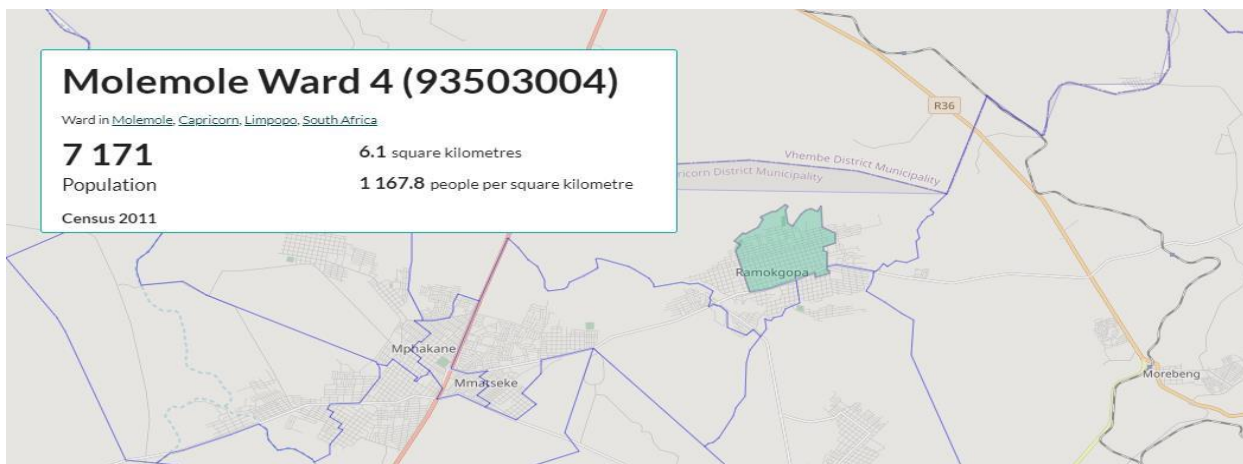 Molemole Ward 4 (93503004)
Ward in Molemole, Capricorn, Limpopo, South Africa
7 171
Population
6.1 square kilometres
1 167.8 people per square kilometre
Census 2011
R36
Vhembe District Municipality
ricorn District Municipality
Ramokgopa
Mphakane
Mmatseke
Morebeng